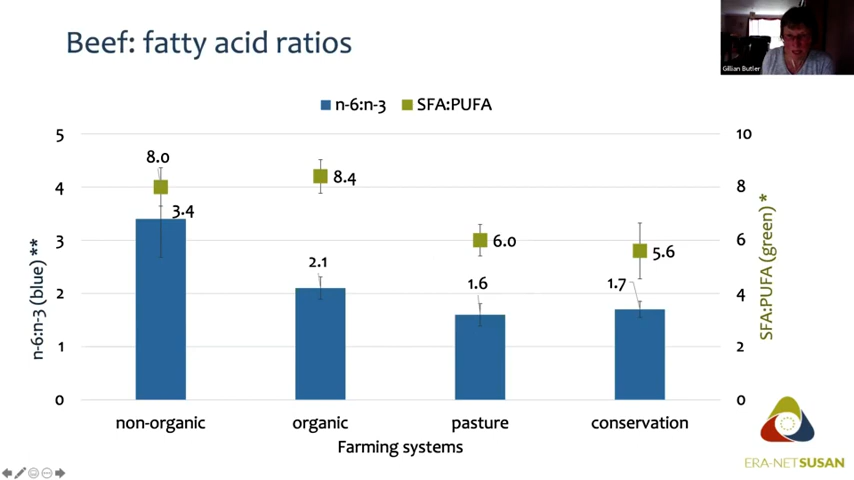 Beef: fatty acid ratios
Gillian Butler
n-6:n-3 SFA:PUFA
5
4
3
2
1
0
n-6:n-3 (blue) **
10
8
6
4
2
0
SFA:PUFA (green) *
8.0
3.4
8.4
2.1
6.0
1.6
5.6
1.7
non-organic organic pasture conservation
Farming systems
ERA-NET SUSAN